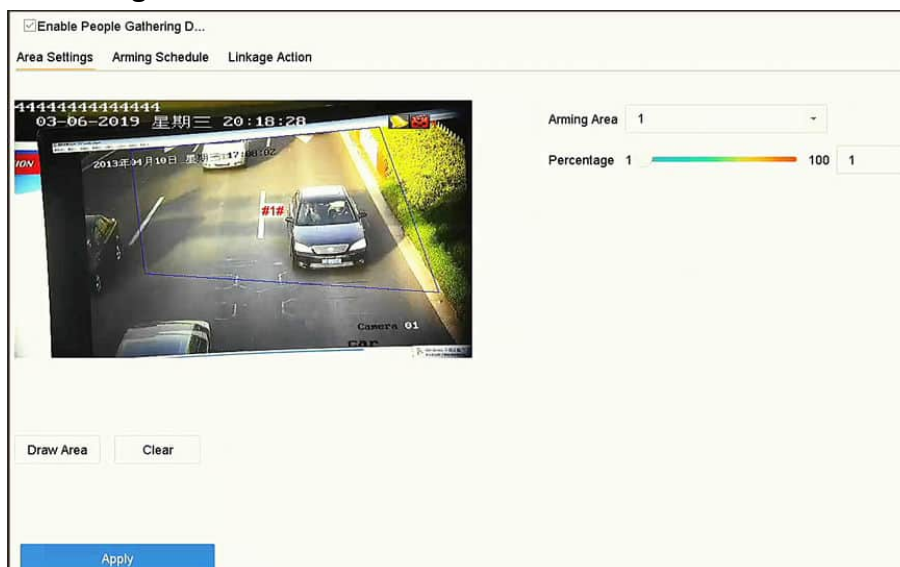 Enable People Gathering D...
Area Settings Arming Schedule Linkage Action
44444444444444
03-06-2019 星期三 20:18:28
ION
2013年04月10日 星期三 17:08:02
#1#
Camera 01
car
Arming Area 1
Percentage 1 100 1
Draw Area Clear
Apply